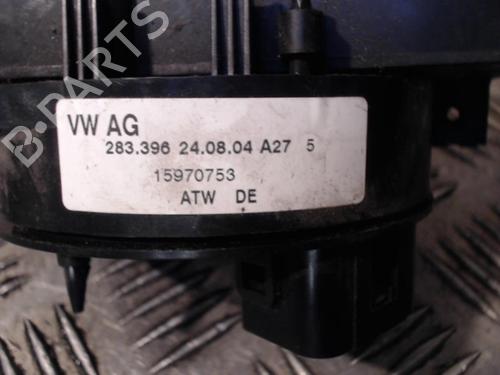 VW AG
283.396 24.08.04 A27 5
15970753
ATW DE
B-PARTS